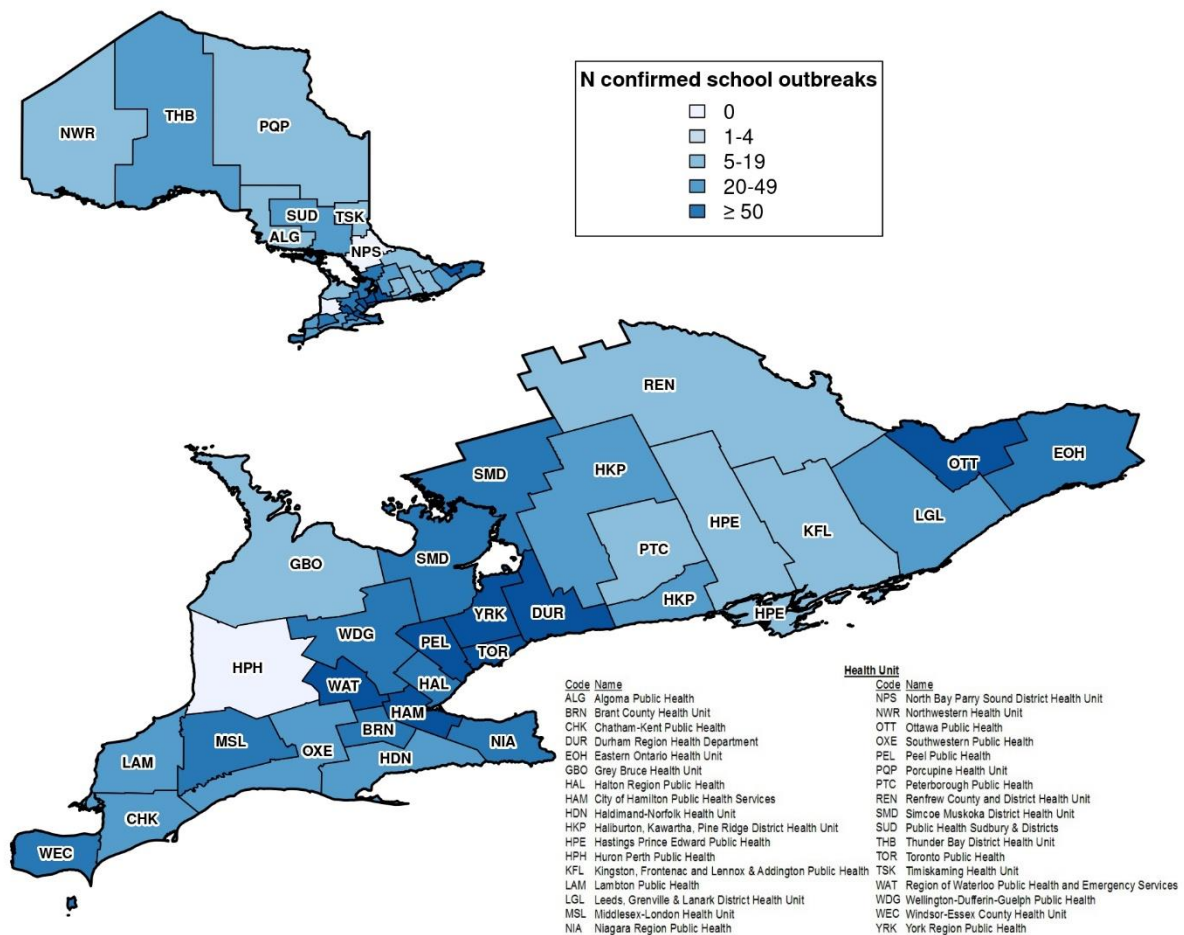 N confirmed school outbreaks
0
1-4
5-19
20-49
≥ 50
NWR
THB
PQP
SUD
TSK
ALG
NPS
REN
OTT
EOH
SMD
HKP
LGL
HPE
KFL
PTC
SMD
GBO
HKP
HPE
YRK
DUR
WDG
PEL
TOR
HPH
WAT
HAL
HAM
BRN
MSL
OXE
NIA
HDN
LAM
CHK
WEC
Health Unit
Code Name
ALG Algoma Public Health
BRN Brant County Health Unit
CHK Chatham-Kent Public Health
DUR Durham Region Health Department
EOH Eastern Ontario Health Unit
GBO Grey Bruce Health Unit
HAL Halton Region Public Health
HAM City of Hamilton Public Health Services
HDN Haldimand-Norfolk Health Unit
HKP Haliburton, Kawartha, Pine Ridge District Health Unit
HPE Hastings Prince Edward Public Health
HPH Huron Perth Public Health
KFL Kingston, Frontenac and Lennox & Addington Public Health
LAM Lambton Public Health
LGL Leeds, Grenville & Lanark District Health Unit
MSL Middlesex-London Health Unit
NIA Niagara Region Public Health
Code Name
NPS North Bay Parry Sound District Health Unit
NWR Northwestern Health Unit
OTT Ottawa Public Health
OXE Southwestern Public Health
PEL Peel Public Health
PQP Porcupine Health Unit
PTC Peterborough Public Health
REN Renfrew County and District Health Unit
SMD Simcoe Muskoka District Health Unit
SUD Public Health Sudbury & Districts
THB Thunder Bay District Health Unit
TOR Toronto Public Health
TSK Timiskaming Health Unit
WAT Region of Waterloo Public Health and Emergency Services
WDG Wellington-Dufferin-Guelph Public Health
WEC Windsor-Essex County Health Unit
YRK York Region Public Health